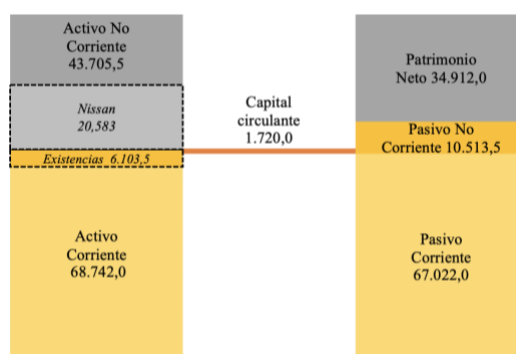 Activo No
Corriente
43.705,5
Nissan
20,583
Existencias 6.103,5
Activo
Corriente
68.742,0
Capital
circulante
1.720,0
Patrimonio
Neto 34.912,0
Pasivo No
Corriente 10.513,5
Pasivo
Corriente
67.022,0